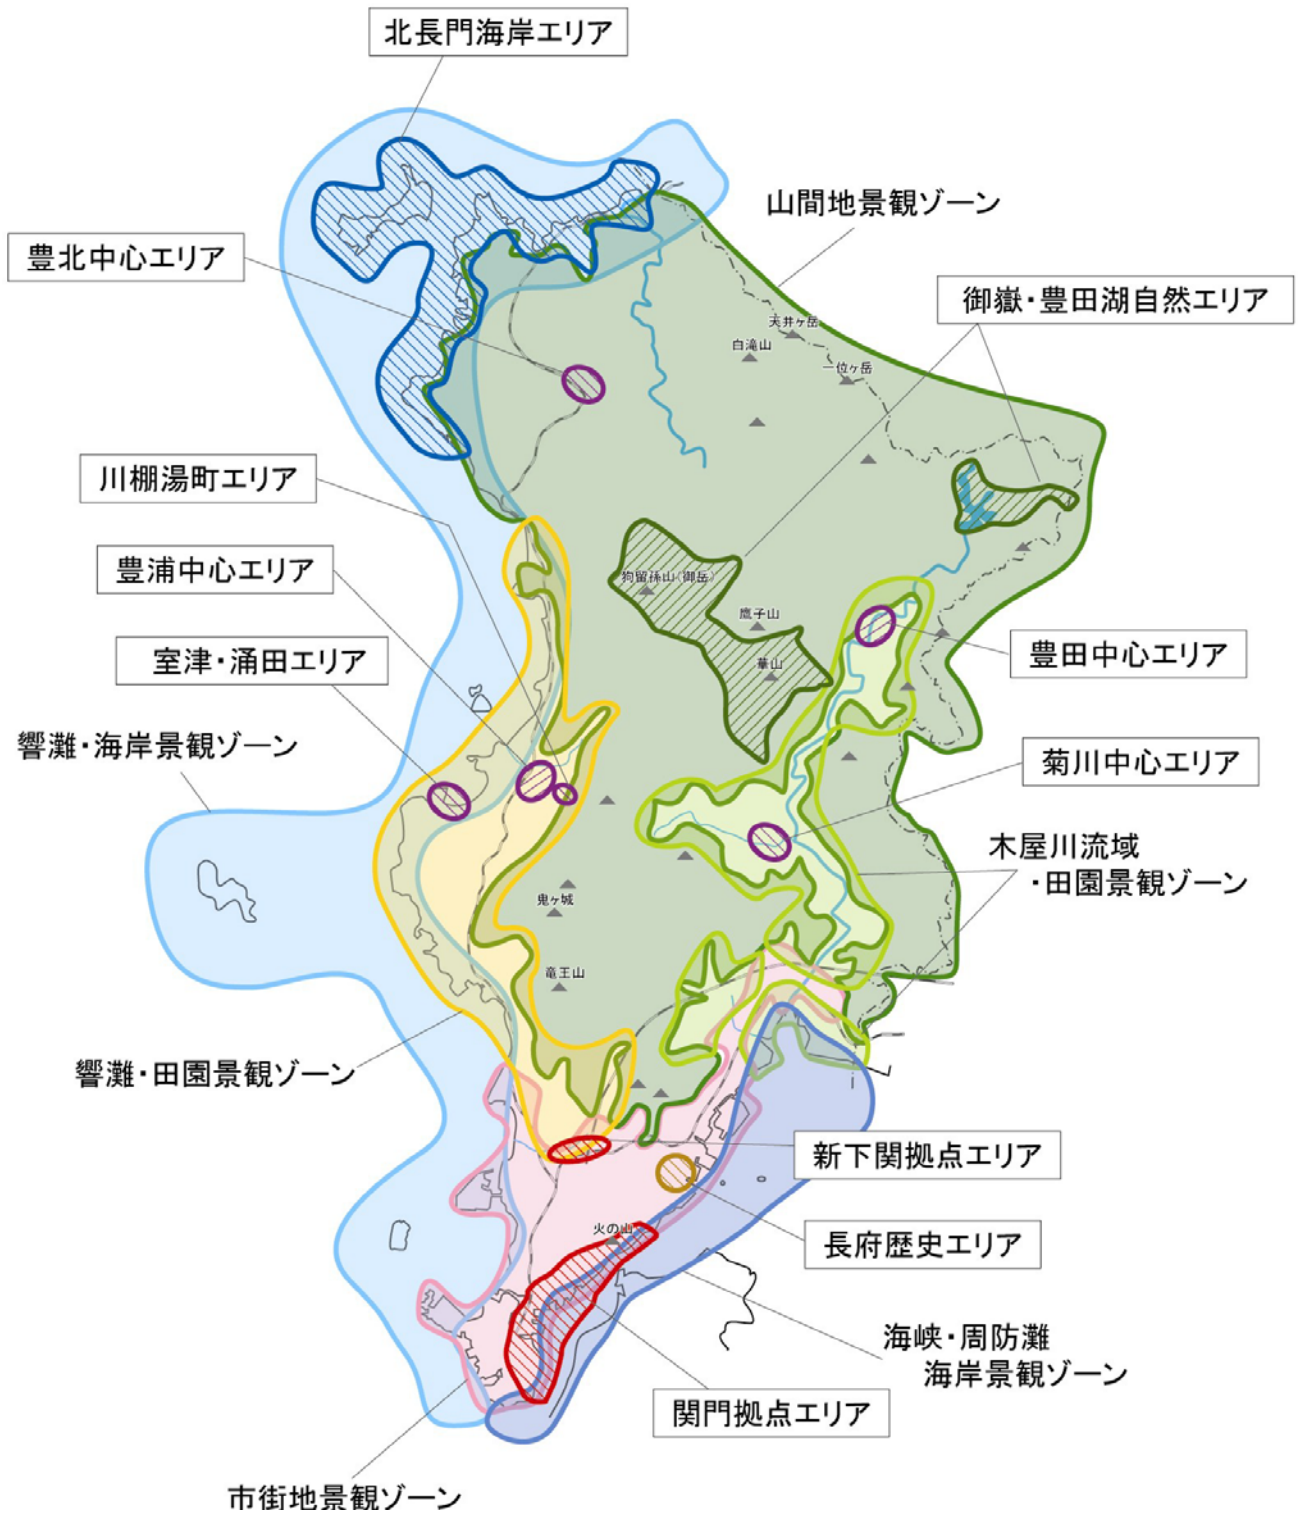 北長門海岸エリア
山間地景観ゾーン
豊北中心エリア
御嶽・豊田湖自然エリア
天井ヶ岳
白滝山
一位ヶ岳
川棚湯町エリア
豊浦中心エリア
狗留孫山(御岳)
鷹子山
豊田中心エリア
室津・涌田エリア
華山
響灘・海岸景観ゾーン
菊川中心エリア
木屋川流域
・田園景観ゾーン
鬼ヶ城
竜王山
響灘・田園景観ゾーン
新下関拠点エリア
火の山
長府歴史エリア
海峡・周防灘
海岸景観ゾーン
関門拠点エリア
市街地景観ゾーン